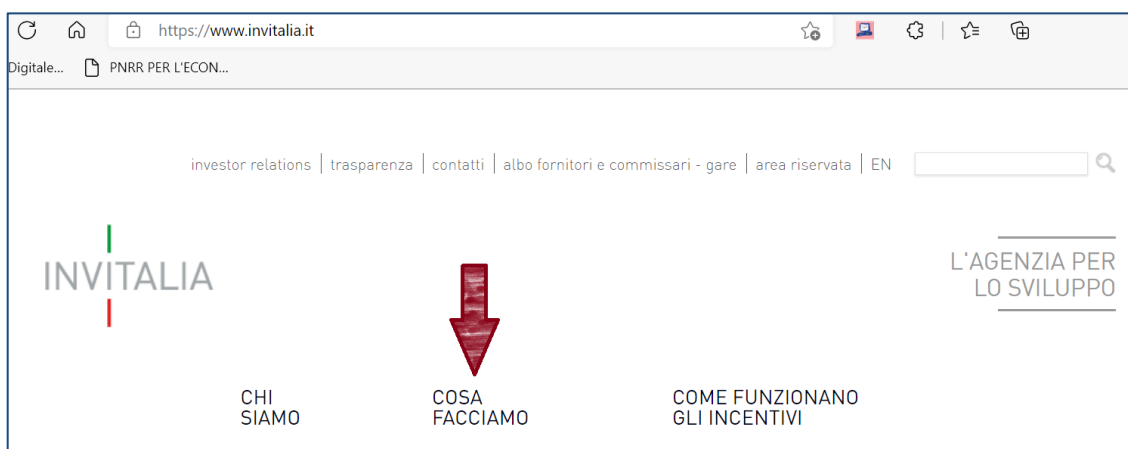 https://www.invitalia.it
Digitale... PNRR PER L'ECON...
investor relations | trasparenza | contatti | albo fornitori e commissari - gare | area riservata | EN
INVITALIA
L'AGENZIA PER
LO SVILUPPO
CHI
SIAMO
COSA
FACCIAMO
COME FUNZIONANO
GLI INCENTIVI